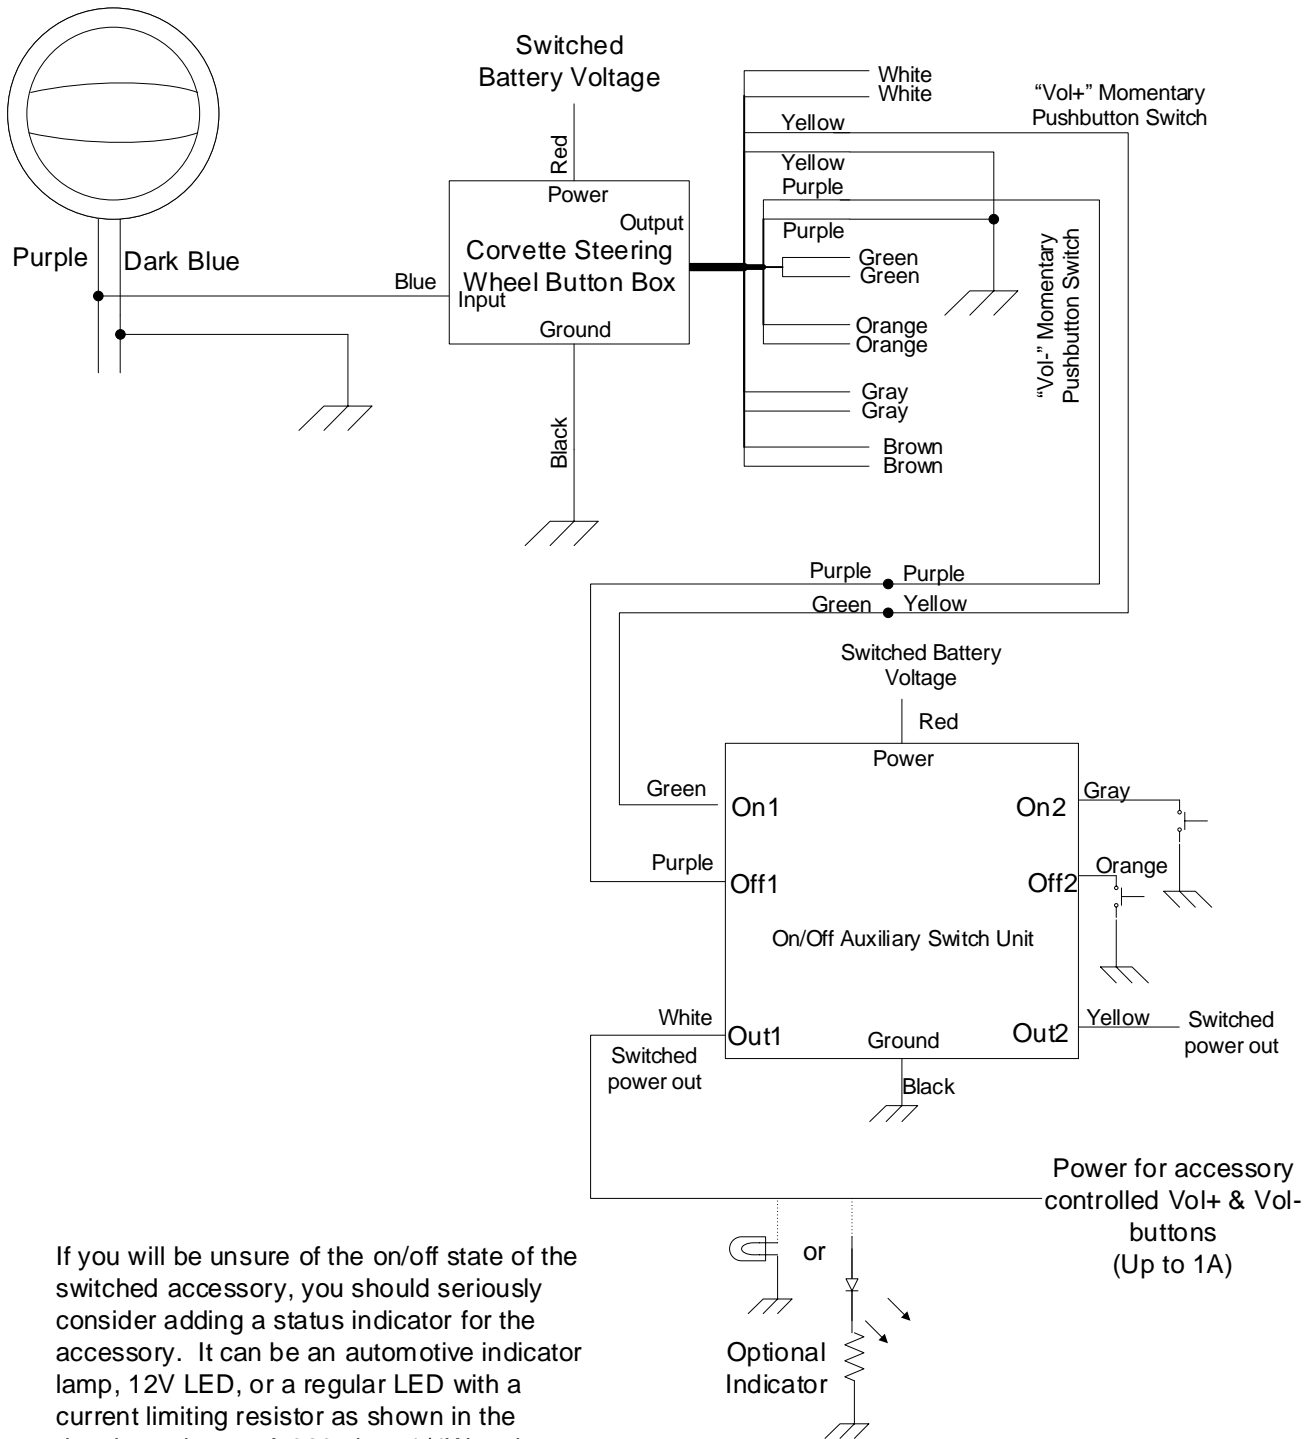 Switched
Battery Voltage
Red
Power
Output
Corvette Steering
Wheel Button Box
Blue
Input
Ground
Black
Purple
Dark Blue
White
White
Yellow
Yellow
Purple
Purple
Green
Green
Orange
Orange
Gray
Gray
Brown
Brown
“Vol+” Momentary
Pushbutton Switch
“Vol-” Momentary
Pushbutton Switch
Purple
Purple
Green
Yellow
Switched Battery
Voltage
Red
Power
Green
On1
On2
Gray
Purple
Off1
Off2
Orange
On/Off Auxiliary Switch Unit
White
Out1
Ground
Out2
Yellow
Switched
power out
Switched
power out
Black
Power for accessory
controlled Vol+ & Vol-
buttons
(Up to 1A)
or
Optional
Indicator
If you will be unsure of the on/off state of the
switched accessory, you should seriously
consider adding a status indicator for the
accessory. It can be an automotive indicator
lamp, 12V LED, or a regular LED with a
current limiting resistor as shown in the